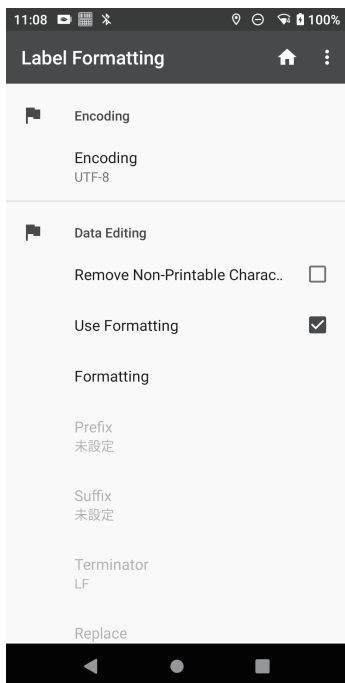 11:08 100%
Label Formatting
Encoding
Encoding
UTF-8
Data Editing
Remove Non-Printable Charac..
Use Formatting
Formatting
Prefix
未設定
Suffix
未設定
Terminator
LF
Replace